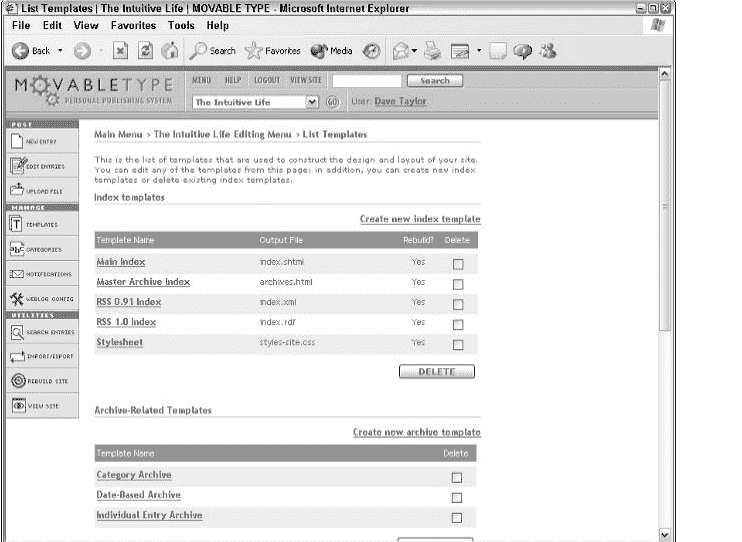 List Templates | The Intuitive Life | MOVABLE TYPE - Microsoft Internet Explorer
File Edit View Favorites Tools Help
Back Search Favorites Media
MOVABLETYPE
PERSONAL PUBLISHING SYSTEM
MENU HELP LOGOUT VIEW SITE Search
The Intuitive Life GO User: Dave Taylor
POST
NEW ENTRY
EDIT ENTRIES
UPLOAD FILE
MANAGE
TEMPLATES
CATEGORIES
NOTIFICATIONS
WEBLOG CONFIG
UTILITIES
SEARCH ENTRIES
IMPORT/EXPORT
REBUILD SITE
VIEW SITE
Main Menu > The Intuitive Life Editing Menu > List Templates
This is the list of templates that are used to construct the design and layout of your site.
You can edit any of the templates from this page; in addition, you can create new index
templates or delete existing index templates.
Index templates
Create new index template
Template Name Output File Rebuild? Delete
Main Index index.shtml Yes
Master Archive Index archives.html Yes
RSS 0.91 Index index.xml Yes
RSS 1.0 Index index.rdf Yes
Stylesheet styles-site.css Yes
DELETE
Archive-Related Templates
Create new archive template
Template Name Delete
Category Archive
Date-Based Archive
Individual Entry Archive